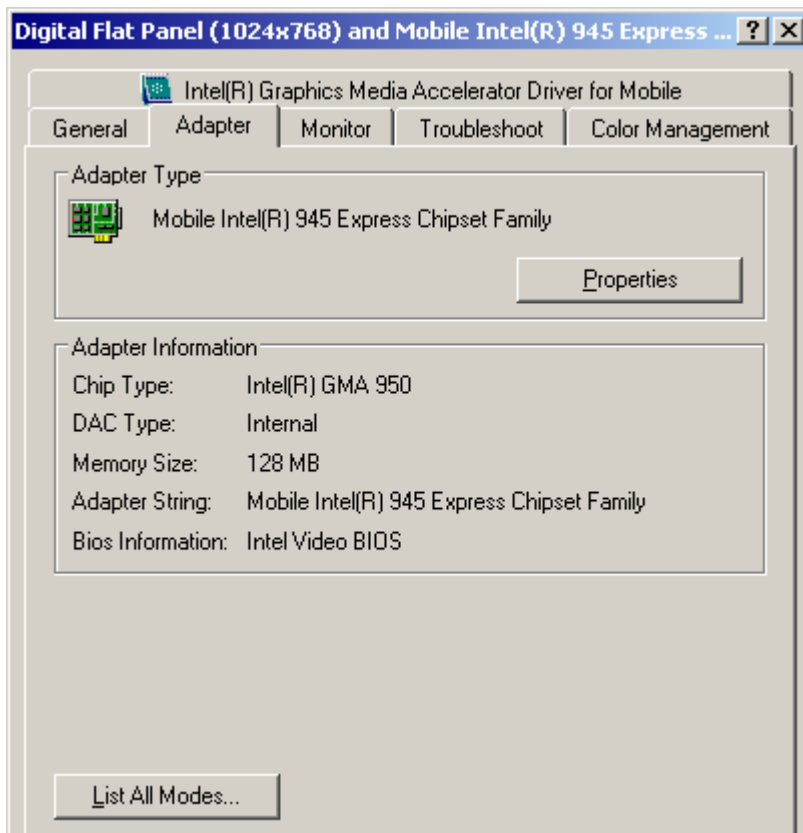 Digital Flat Panel (1024x768) and Mobile Intel(R) 945 Express ... ? X
Intel(R) Graphics Media Accelerator Driver for Mobile
General Adapter Monitor Troubleshoot Color Management
Adapter Type
Mobile Intel(R) 945 Express Chipset Family
Properties
Adapter Information
Chip Type: Intel(R) GMA 950
DAC Type: Internal
Memory Size: 128 MB
Adapter String: Mobile Intel(R) 945 Express Chipset Family
Bios Information: Intel Video BIOS
List All Modes...